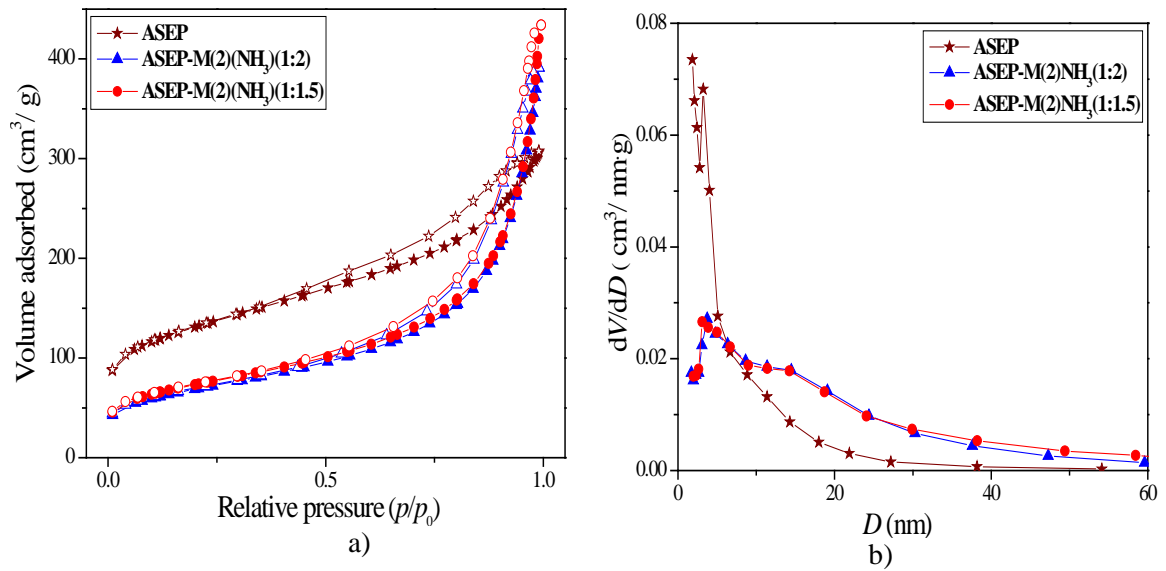 ASEP
ASEP-M(2)(NH₃)(1:2)
ASEP-M(2)(NH₃)(1:1.5)
400
300
200
100
0
0.0
0.5
1.0
Volume adsorbed (cm³/ g)
Relative pressure (p/p₀)
a)
ASEP
ASEP-M(2)NH₃(1:2)
ASEP-M(2)NH₃(1:1.5)
0.08
0.06
0.04
0.02
0.00
0
20
40
60
dV/dD ( cm³/ nm·g)
D (nm)
b)